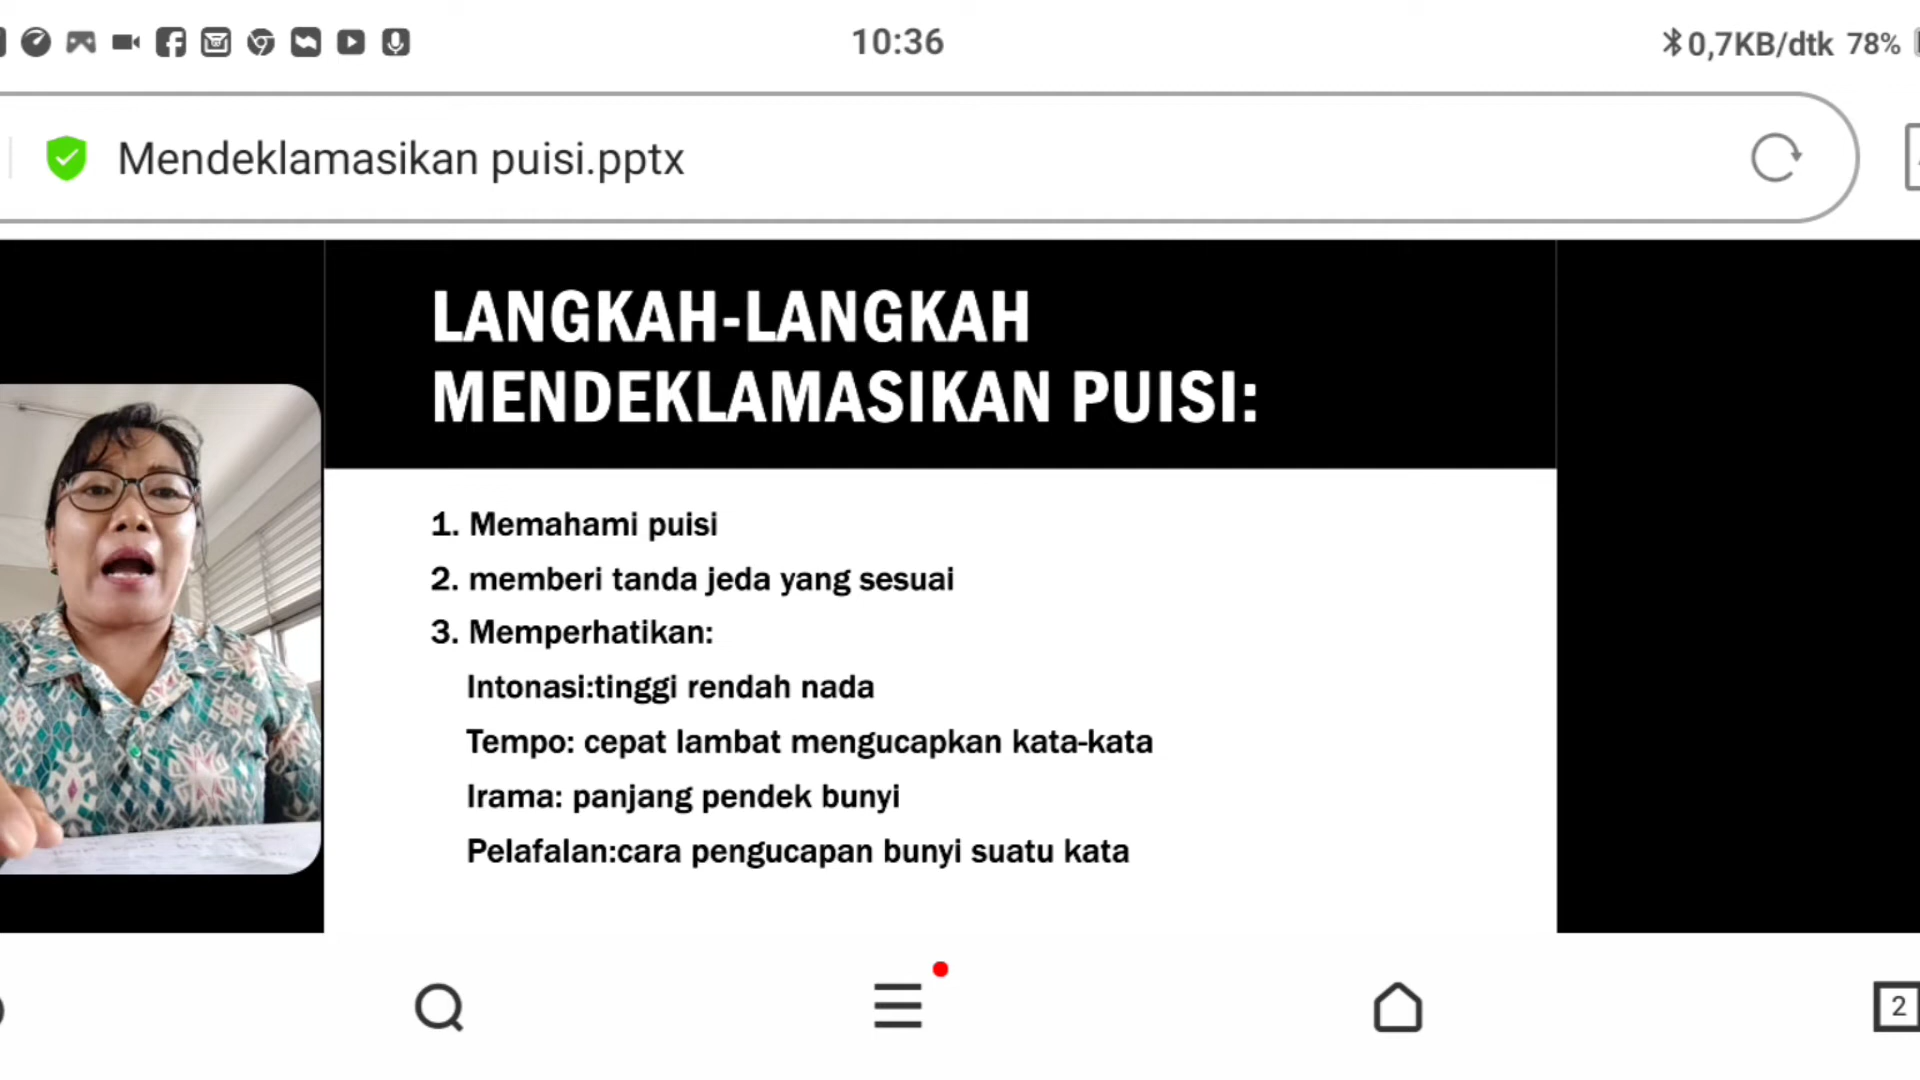 10:36
0,7KB/dtk 78%
Mendeklamasikan puisi.pptx
LANGKAH-LANGKAH
MENDEKLAMASIKAN PUISI:
1. Memahami puisi
2. memberi tanda jeda yang sesuai
3. Memperhatikan:
Intonasi:tinggi rendah nada
Tempo: cepat lambat mengucapkan kata-kata
Irama: panjang pendek bunyi
Pelafalan:cara pengucapan bunyi suatu kata
2